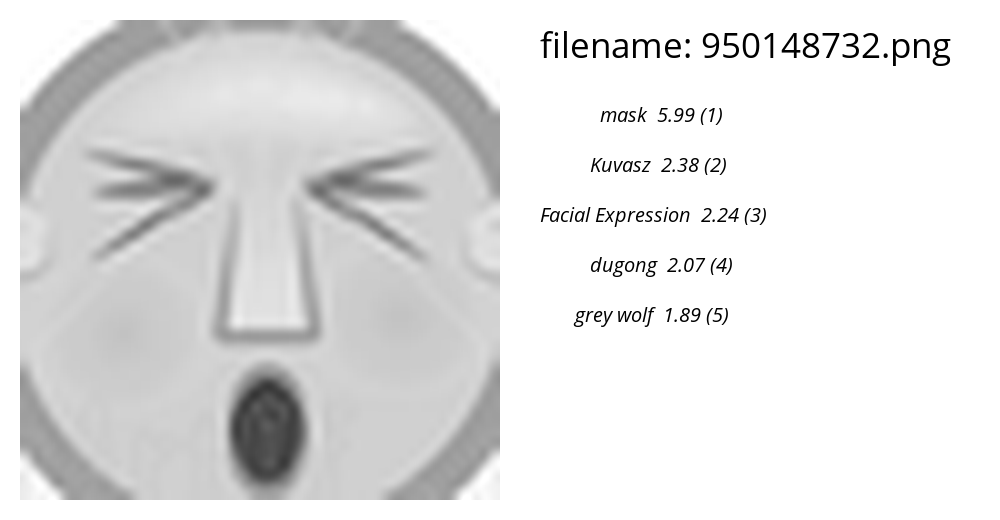 filename: 950148732.png
mask 5.99 (1)
Kuvasz 2.38 (2)
Facial Expression 2.24 (3)
dugong 2.07 (4)
grey wolf 1.89 (5)